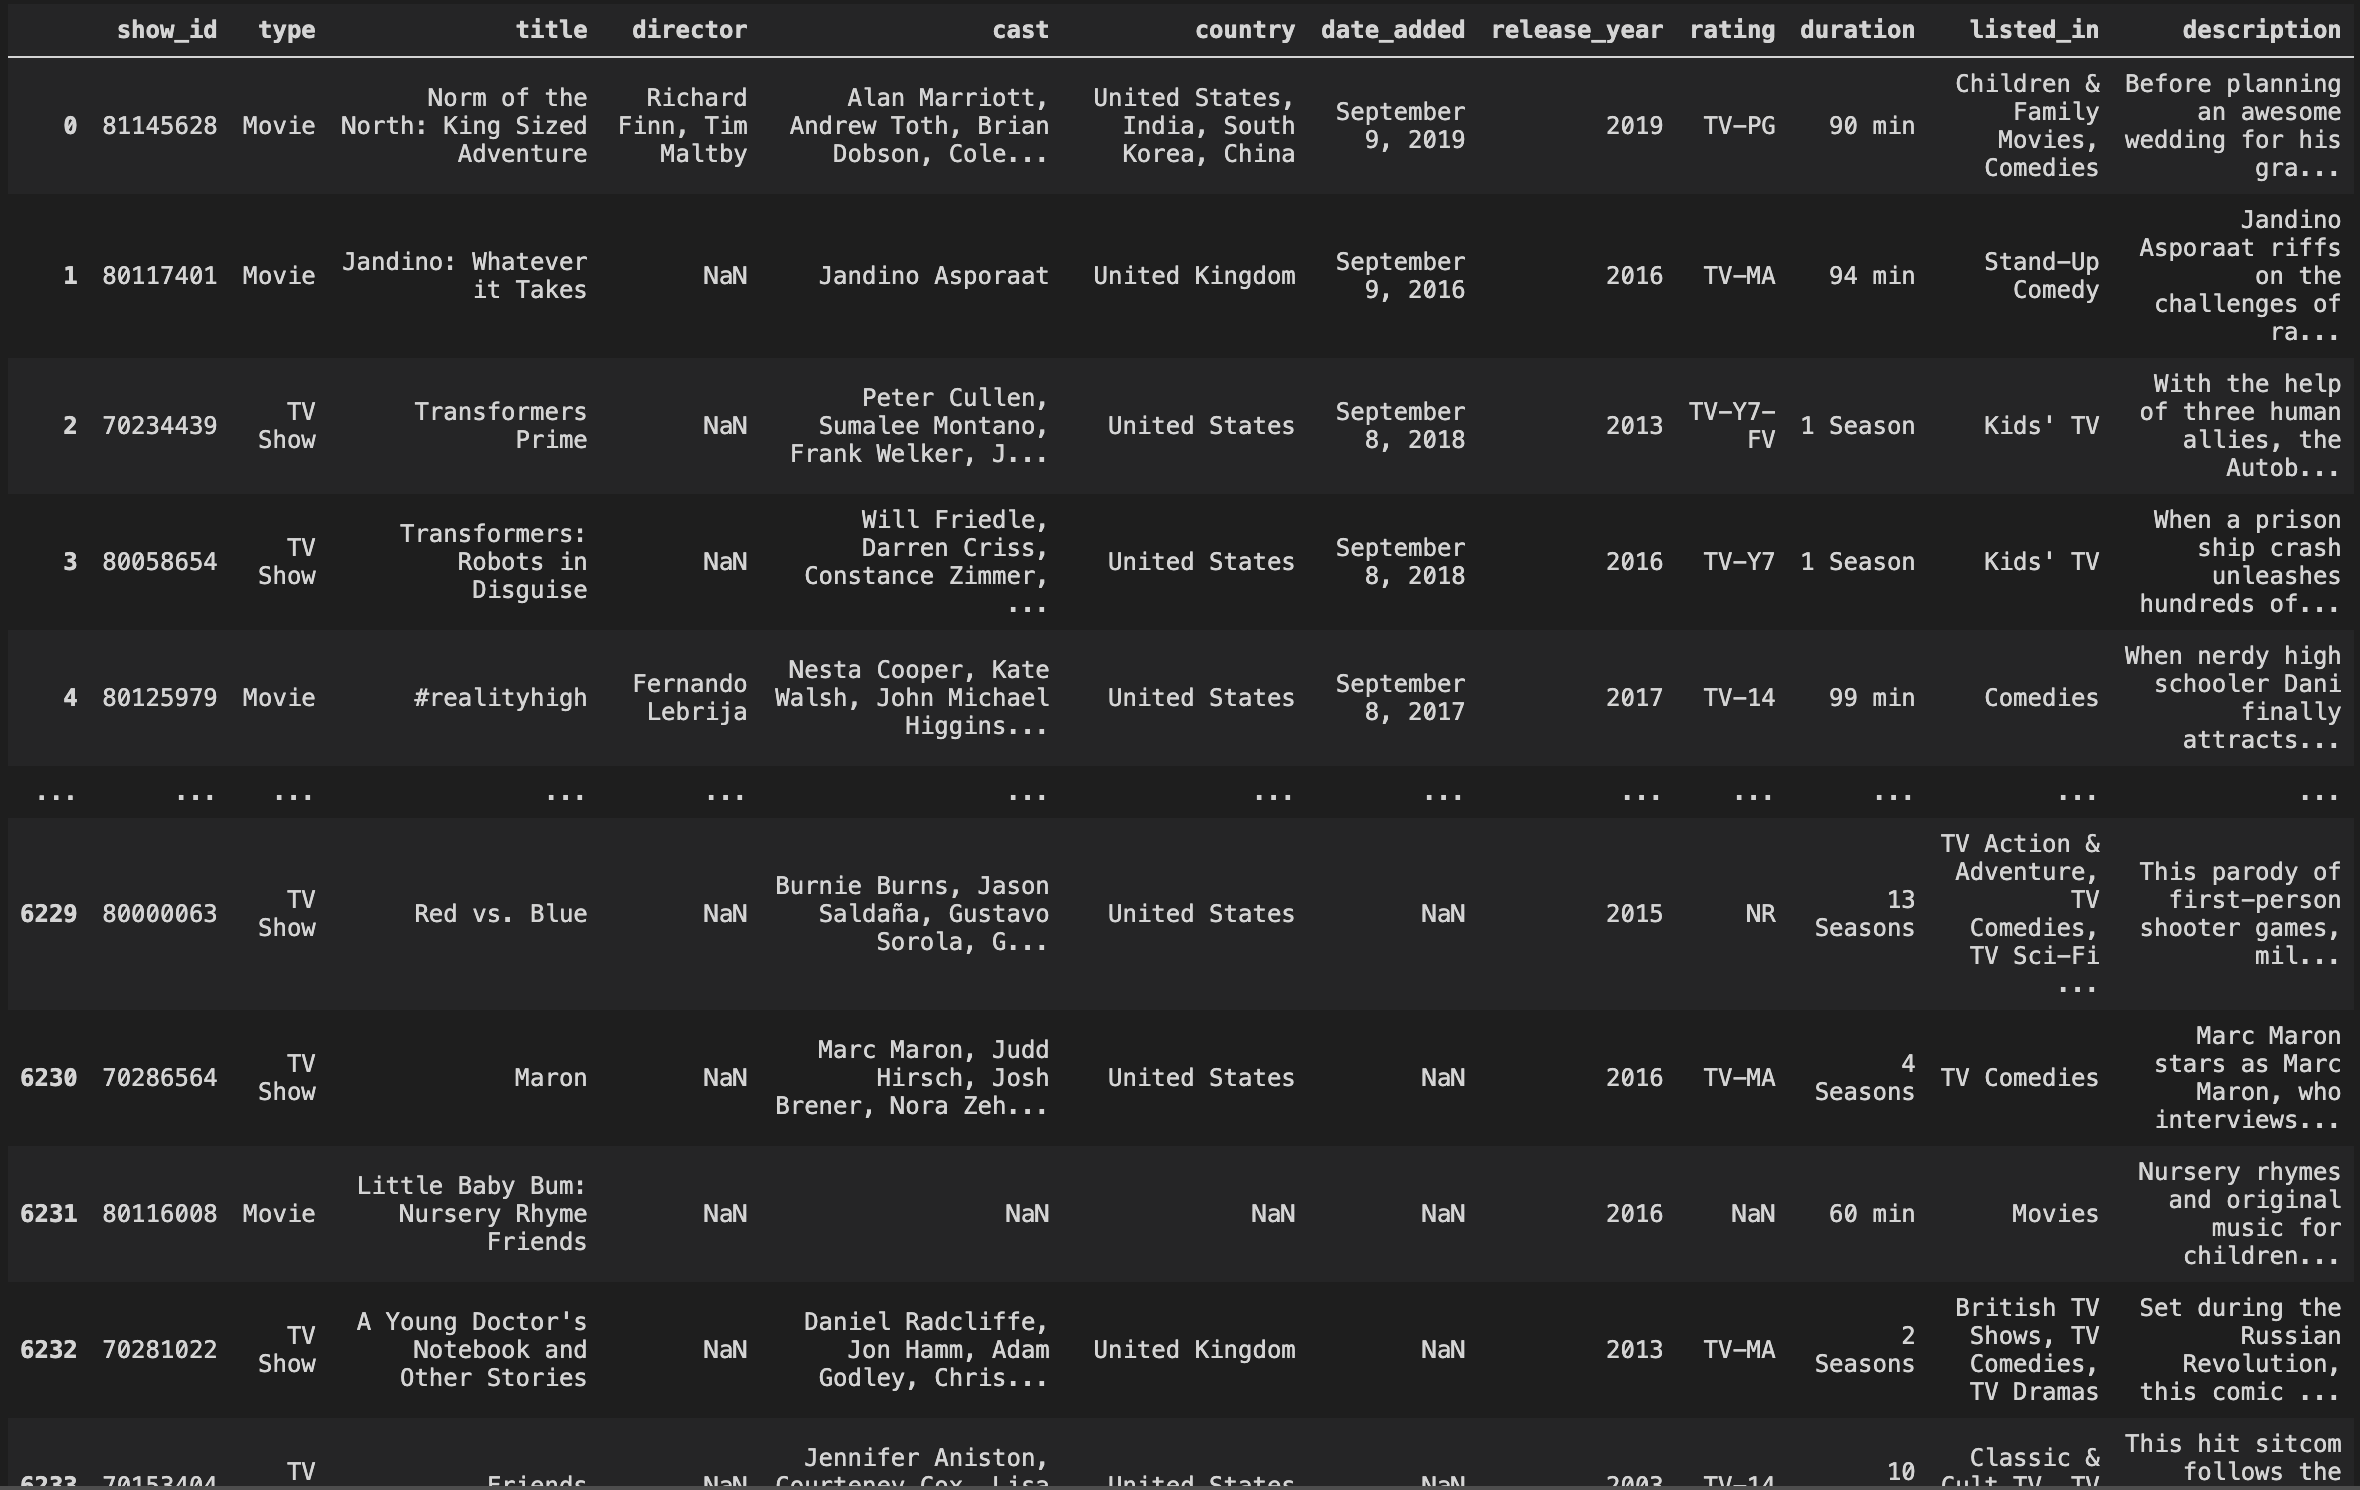 show_id type title director cast country date_added release_year rating duration listed_in description
0 81145628 Movie Norm of the North: King Sized Adventure Richard Finn, Tim Maltby Alan Marriott, Andrew Toth, Brian Dobson, Cole... United States, India, South Korea, China September 9, 2019 2019 TV-PG 90 min Children & Family Movies, Comedies Before planning an awesome wedding for his gra...
1 80117401 Movie Jandino: Whatever it Takes NaN Jandino Asporaat United Kingdom September 9, 2016 2016 TV-MA 94 min Stand-Up Comedy Jandino Asporaat riffs on the challenges of ra...
2 70234439 TV Show Transformers Prime NaN Peter Cullen, Sumalee Montano, Frank Welker, J... United States September 8, 2018 2013 TV-Y7-FV 1 Season Kids' TV With the help of three human allies, the Autob...
3 80058654 TV Show Transformers: Robots in Disguise NaN Will Friedle, Darren Criss, Constance Zimmer, ... United States September 8, 2018 2016 TV-Y7 1 Season Kids' TV When a prison ship crash unleashes hundreds of...
4 80125979 Movie #realityhigh Fernando Lebrija Nesta Cooper, Kate Walsh, John Michael Higgins... United States September 8, 2017 2017 TV-14 99 min Comedies When nerdy high schooler Dani finally attracts...
... ... ... ... ... ... ... ... ... ... ... ... ...
6229 80000063 TV Show Red vs. Blue NaN Burnie Burns, Jason Saldaña, Gustavo Sorola, G... United States NaN 2015 NR 13 Seasons TV Action & Adventure, TV Comedies, TV Sci-Fi ... This parody of first-person shooter games, mil...
6230 70286564 TV Show Maron NaN Marc Maron, Judd Hirsch, Josh Brener, Nora Zeh... United States NaN 2016 TV-MA 4 Seasons TV Comedies Marc Maron stars as Marc Maron, who interviews...
6231 80116008 Movie Little Baby Bum: Nursery Rhyme Friends NaN NaN NaN NaN 2016 NaN 60 min Movies Nursery rhymes and original music for children...
6232 70281022 TV Show A Young Doctor's Notebook and Other Stories NaN Daniel Radcliffe, Jon Hamm, Adam Godley, Chris... United Kingdom NaN 2013 TV-MA 2 Seasons British TV Shows, TV Comedies, TV Dramas Set during the Russian Revolution, this comic ...
6233 70153404 TV Friends NaN Jennifer Aniston, Courteney Cox, Lisa United States NaN 2003 TV-14 10 Classic & Cult TV, TV This hit sitcom follows the